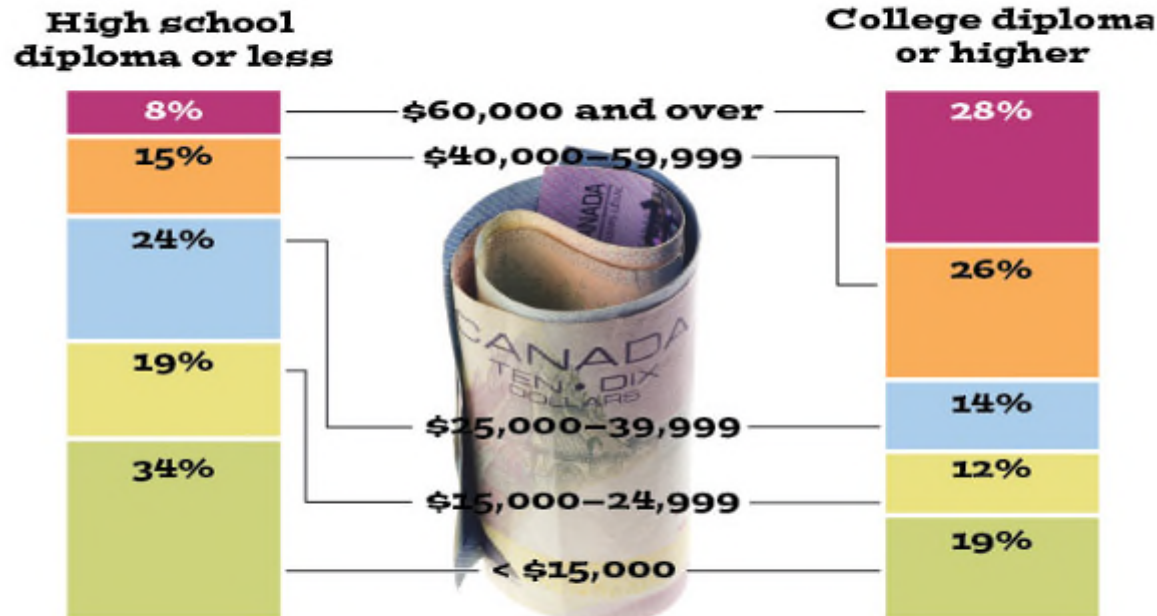 High school
diploma or less
College diploma
or higher
8%
$60,000 and over
28%
15%
$40,000–59,999
24%
26%
19%
$25,000–39,999
14%
34%
$15,000–24,999
12%
< $15,000
19%
CANADA
CANADA
TEN • DIX
DOLLARS